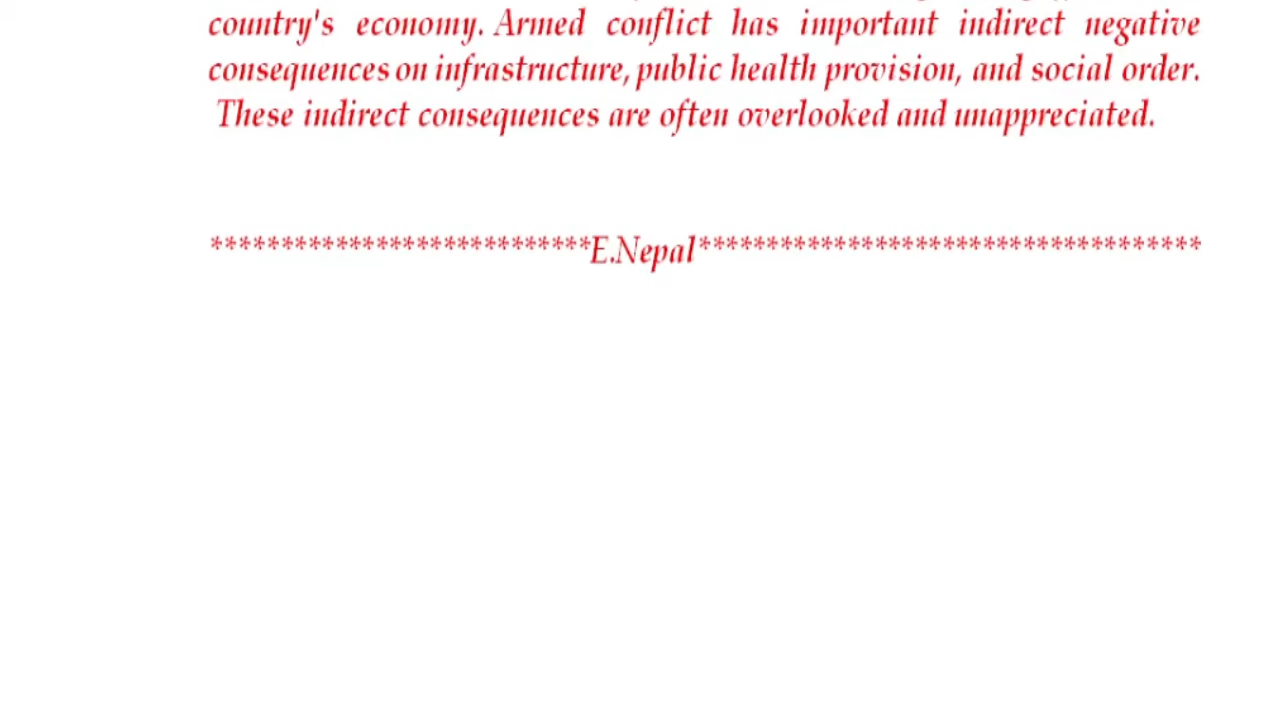 country's economy. Armed conflict has important indirect negative
consequences on infrastructure, public health provision, and social order.
These indirect consequences are often overlooked and unappreciated.
****************************E.Nepal*************************************